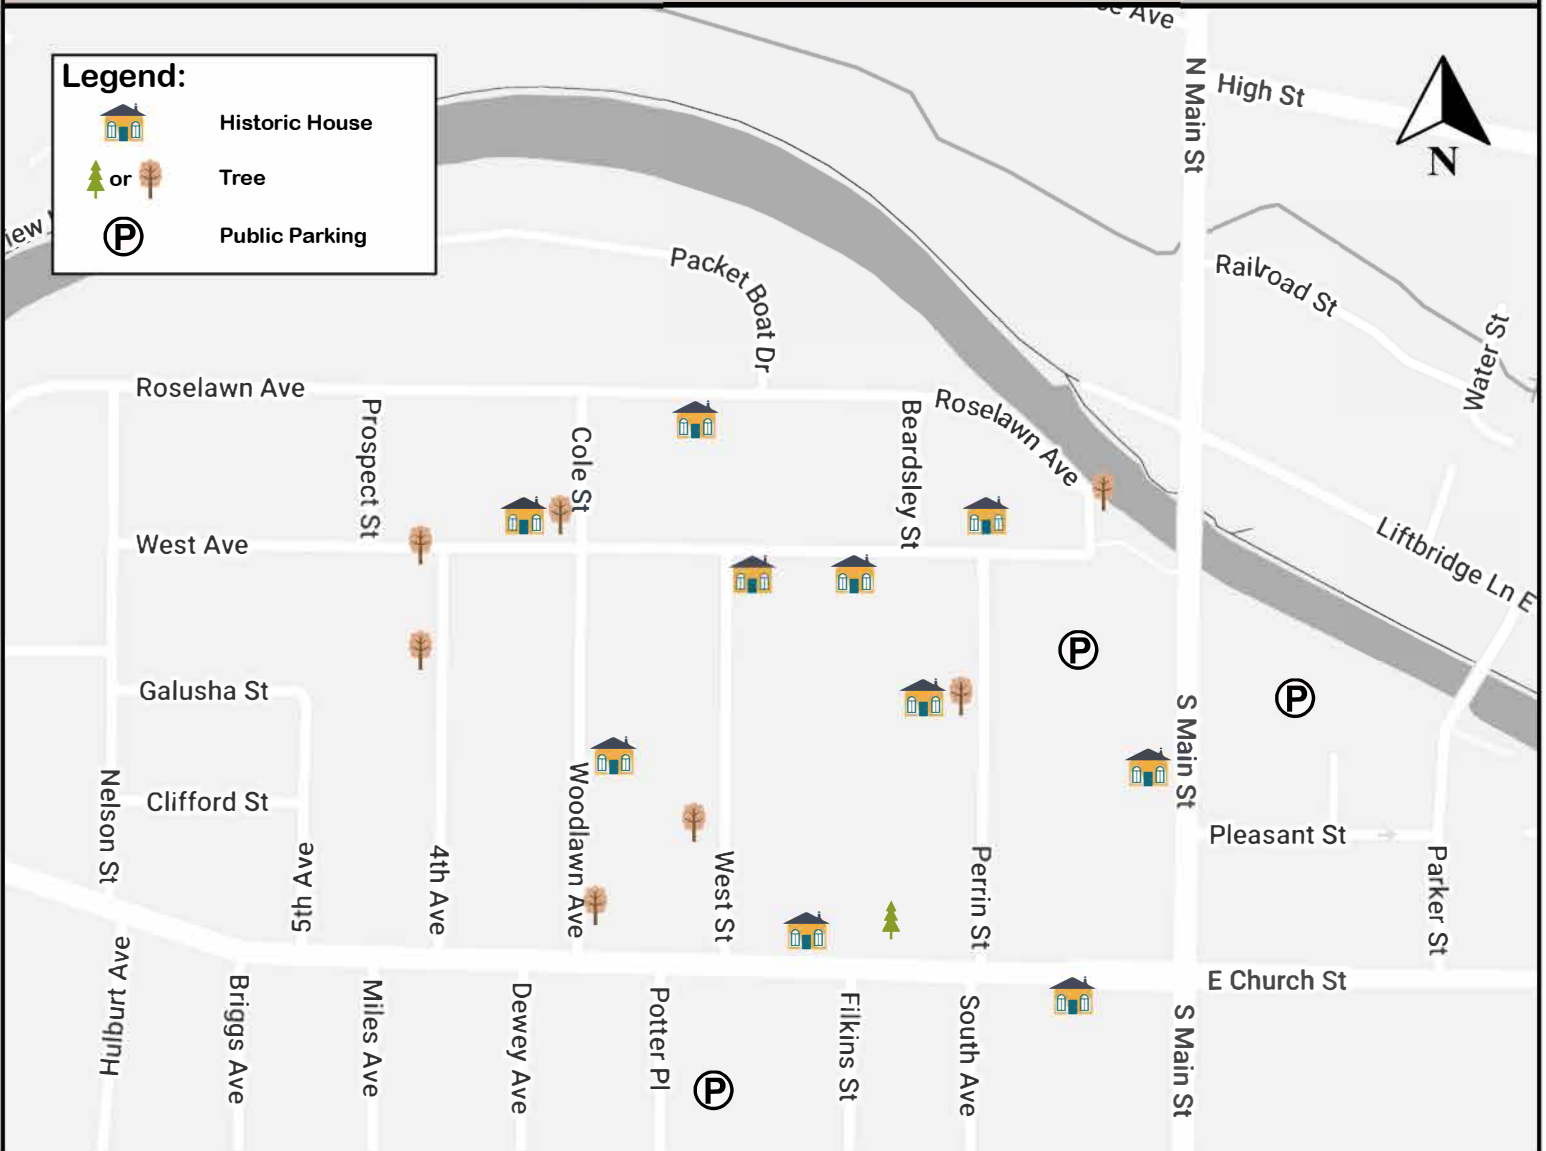 Ave
N Main St
High St
Legend:
Historic House
or
Tree
P
Public Parking
N
iew
Packet Boat Dr
Railroad St
Water St
Roselawn Ave
Prospect St
Cole St
Beardsley St
Roselawn Ave
West Ave
Liftbridge Ln E
P
P
Galusha St
S Main St
Nelson St
Clifford St
Woodlawn Ave
Pleasant St
5th Ave
4th Ave
West St
Perrin St
Parker St
Hulburt Ave
E Church St
Briggs Ave
Miles Ave
Dewey Ave
Potter Pl
Filkins St
South Ave
S Main St
P